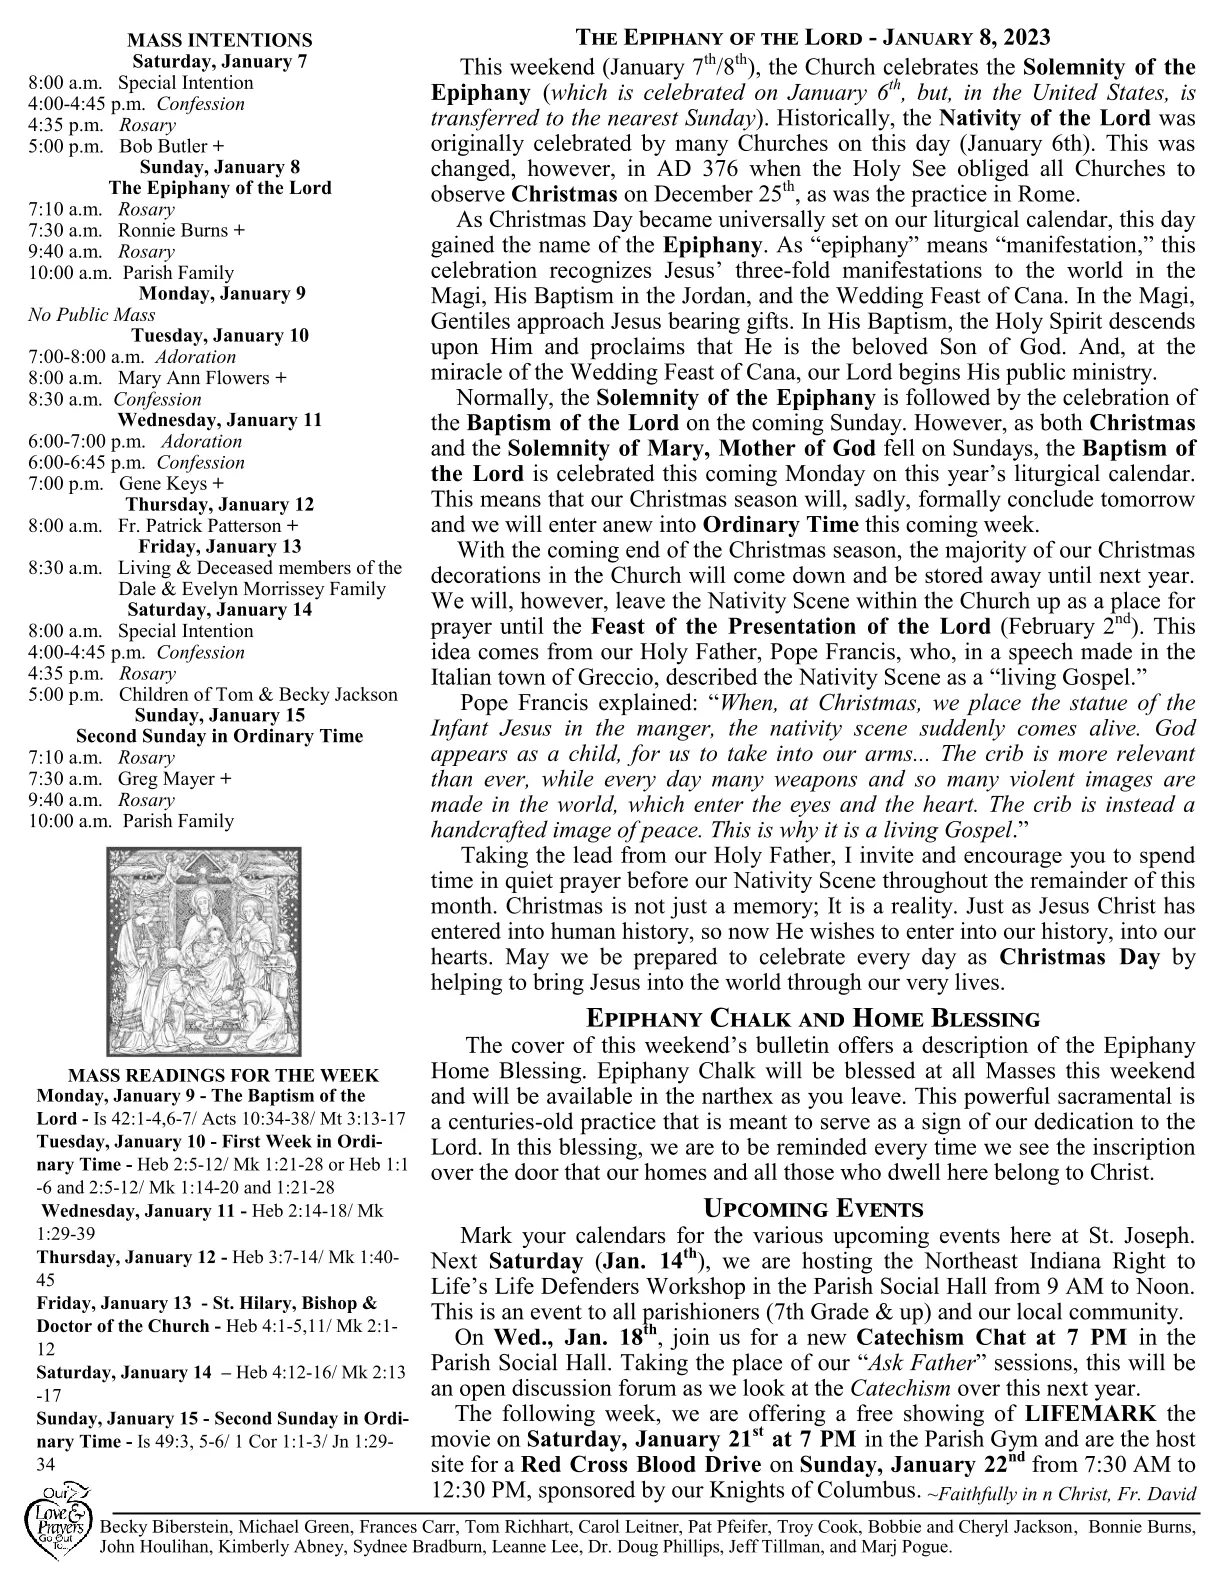 MASS INTENTIONS
Saturday, January 7
8:00 a.m. Special Intention
4:00-4:45 p.m. Confession
4:35 p.m. Rosary
5:00 p.m. Bob Butler +
Sunday, January 8
The Epiphany of the Lord
7:10 a.m. Rosary
7:30 a.m. Ronnie Burns +
9:40 a.m. Rosary
10:00 a.m. Parish Family
Monday, January 9
No Public Mass
Tuesday, January 10
7:00-8:00 a.m. Adoration
8:00 a.m. Mary Ann Flowers +
8:30 a.m. Confession
Wednesday, January 11
6:00-7:00 p.m. Adoration
6:00-6:45 p.m. Confession
7:00 p.m. Gene Keys +
Thursday, January 12
8:00 a.m. Fr. Patrick Patterson +
Friday, January 13
8:30 a.m. Living & Deceased members of the
Dale & Evelyn Morrissey Family
Saturday, January 14
8:00 a.m. Special Intention
4:00-4:45 p.m. Confession
4:35 p.m. Rosary
5:00 p.m. Children of Tom & Becky Jackson
Sunday, January 15
Second Sunday in Ordinary Time
7:10 a.m. Rosary
7:30 a.m. Greg Mayer +
9:40 a.m. Rosary
10:00 a.m. Parish Family
MASS READINGS FOR THE WEEK
Monday, January 9 - The Baptism of the
Lord - Is 42:1-4,6-7/ Acts 10:34-38/ Mt 3:13-17
Tuesday, January 10 - First Week in Ordi-
nary Time - Heb 2:5-12/ Mk 1:21-28 or Heb 1:1
-6 and 2:5-12/ Mk 1:14-20 and 1:21-28
Wednesday, January 11 - Heb 2:14-18/ Mk
1:29-39
Thursday, January 12 - Heb 3:7-14/ Mk 1:40-
45
Friday, January 13 - St. Hilary, Bishop &
Doctor of the Church - Heb 4:1-5,11/ Mk 2:1-
12
Saturday, January 14 – Heb 4:12-16/ Mk 2:13
-17
Sunday, January 15 - Second Sunday in Ordi-
nary Time - Is 49:3, 5-6/ 1 Cor 1:1-3/ Jn 1:29-
34
THE EPIPHANY OF THE LORD - JANUARY 8, 2023
This weekend (January 7th/8th), the Church celebrates the Solemnity of the
Epiphany (which is celebrated on January 6th, but, in the United States, is
transferred to the nearest Sunday). Historically, the Nativity of the Lord was
originally celebrated by many Churches on this day (January 6th). This was
changed, however, in AD 376 when the Holy See obliged all Churches to
observe Christmas on December 25th, as was the practice in Rome.
As Christmas Day became universally set on our liturgical calendar, this day
gained the name of the Epiphany. As “epiphany” means “manifestation,” this
celebration recognizes Jesus’ three-fold manifestations to the world in the
Magi, His Baptism in the Jordan, and the Wedding Feast of Cana. In the Magi,
Gentiles approach Jesus bearing gifts. In His Baptism, the Holy Spirit descends
upon Him and proclaims that He is the beloved Son of God. And, at the
miracle of the Wedding Feast of Cana, our Lord begins His public ministry.
Normally, the Solemnity of the Epiphany is followed by the celebration of
the Baptism of the Lord on the coming Sunday. However, as both Christmas
and the Solemnity of Mary, Mother of God fell on Sundays, the Baptism of
the Lord is celebrated this coming Monday on this year’s liturgical calendar.
This means that our Christmas season will, sadly, formally conclude tomorrow
and we will enter anew into Ordinary Time this coming week.
With the coming end of the Christmas season, the majority of our Christmas
decorations in the Church will come down and be stored away until next year.
We will, however, leave the Nativity Scene within the Church up as a place for
prayer until the Feast of the Presentation of the Lord (February 2nd). This
idea comes from our Holy Father, Pope Francis, who, in a speech made in the
Italian town of Greccio, described the Nativity Scene as a “living Gospel.”
Pope Francis explained: “When, at Christmas, we place the statue of the
Infant Jesus in the manger, the nativity scene suddenly comes alive. God
appears as a child, for us to take into our arms... The crib is more relevant
than ever, while every day many weapons and so many violent images are
made in the world, which enter the eyes and the heart. The crib is instead a
handcrafted image of peace. This is why it is a living Gospel.”
Taking the lead from our Holy Father, I invite and encourage you to spend
time in quiet prayer before our Nativity Scene throughout the remainder of this
month. Christmas is not just a memory; It is a reality. Just as Jesus Christ has
entered into human history, so now He wishes to enter into our history, into our
hearts. May we be prepared to celebrate every day as Christmas Day by
helping to bring Jesus into the world through our very lives.
EPIPHANY CHALK AND HOME BLESSING
The cover of this weekend’s bulletin offers a description of the Epiphany
Home Blessing. Epiphany Chalk will be blessed at all Masses this weekend
and will be available in the narthex as you leave. This powerful sacramental is
a centuries-old practice that is meant to serve as a sign of our dedication to the
Lord. In this blessing, we are to be reminded every time we see the inscription
over the door that our homes and all those who dwell here belong to Christ.
UPCOMING EVENTS
Mark your calendars for the various upcoming events here at St. Joseph.
Next Saturday (Jan. 14th), we are hosting the Northeast Indiana Right to
Life’s Life Defenders Workshop in the Parish Social Hall from 9 AM to Noon.
This is an event to all parishioners (7th Grade & up) and our local community.
On Wed., Jan. 18th, join us for a new Catechism Chat at 7 PM in the
Parish Social Hall. Taking the place of our “Ask Father” sessions, this will be
an open discussion forum as we look at the Catechism over this next year.
The following week, we are offering a free showing of LIFEMARK the
movie on Saturday, January 21st at 7 PM in the Parish Gym and are the host
site for a Red Cross Blood Drive on Sunday, January 22nd from 7:30 AM to
12:30 PM, sponsored by our Knights of Columbus. ~Faithfully in n Christ, Fr. David
Our
Love &
Prayers
Go Out
To...
Becky Biberstein, Michael Green, Frances Carr, Tom Richhart, Carol Leitner, Pat Pfeifer, Troy Cook, Bobbie and Cheryl Jackson, Bonnie Burns,
John Houlihan, Kimberly Abney, Sydnee Bradburn, Leanne Lee, Dr. Doug Phillips, Jeff Tillman, and Marj Pogue.